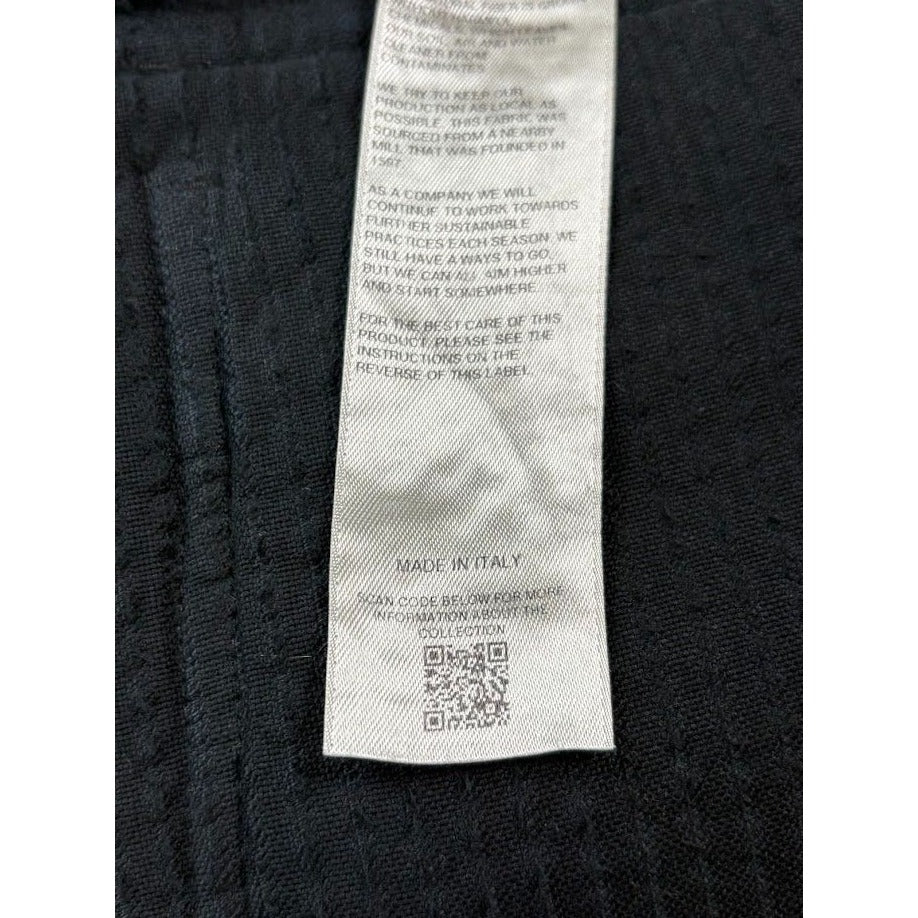 AIR AND WATER
CLEANER FROM
CONTAMINATES
WE TRY TO KEEP OUR
PRODUCTION AS LOCAL AS
POSSIBLE. THIS FABRIC WAS
SOURCED FROM A NEARBY
MILL THAT WAS FOUNDED IN
AS A COMPANY WE WILL
CONTINUE TO WORK TOWARDS
FURTHER SUSTAINABLE
PRACTICES EACH SEASON. WE
STILL HAVE A WAYS TO GO,
BUT WE CAN ALL AIM HIGHER
AND START SOMEWHERE
FOR THE BEST CARE OF THIS
PRODUCT, PLEASE SEE THE
INSTRUCTIONS ON THE
REVERSE OF THIS LABEL
MADE IN ITALY
SCAN CODE BELOW FOR MORE
INFORMATION ABOUT THE
COLLECTION